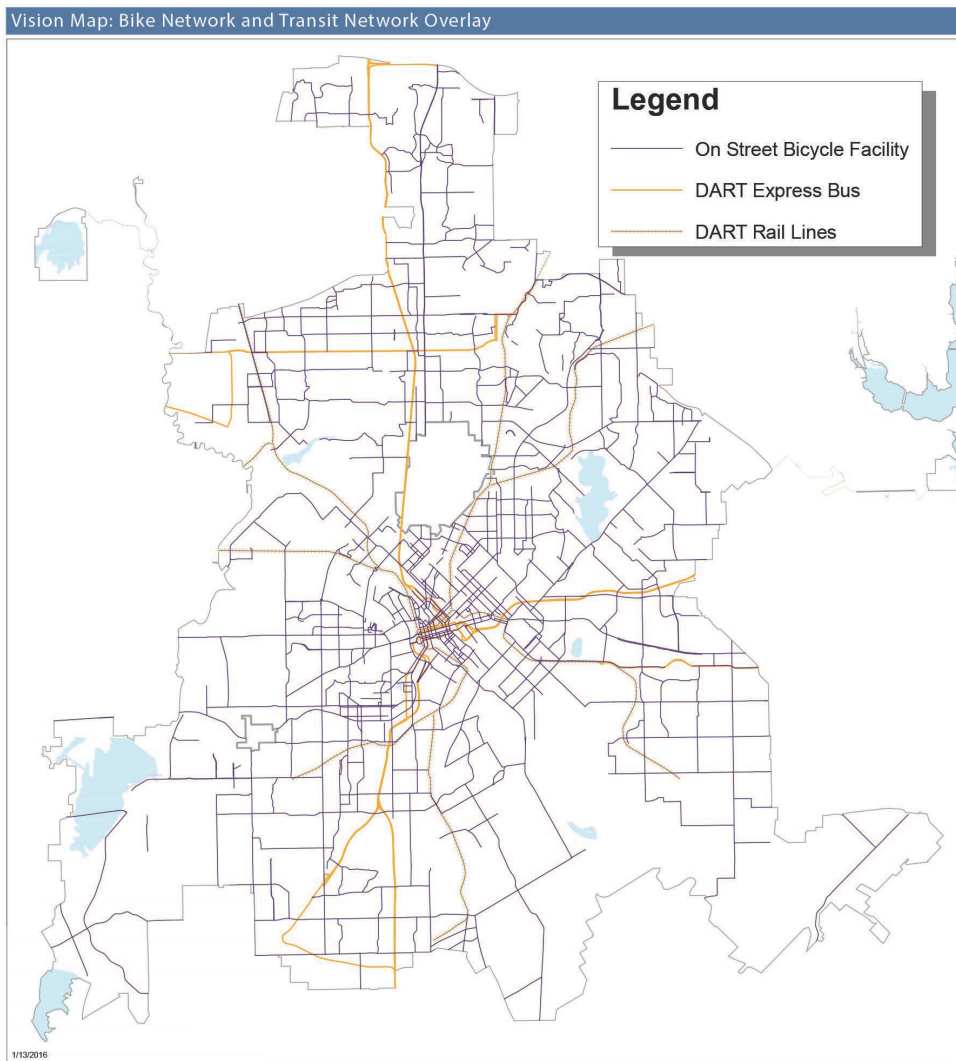 Vision Map: Bike Network and Transit Network Overlay
Legend
On Street Bicycle Facility
DART Express Bus
DART Rail Lines
1/13/2016